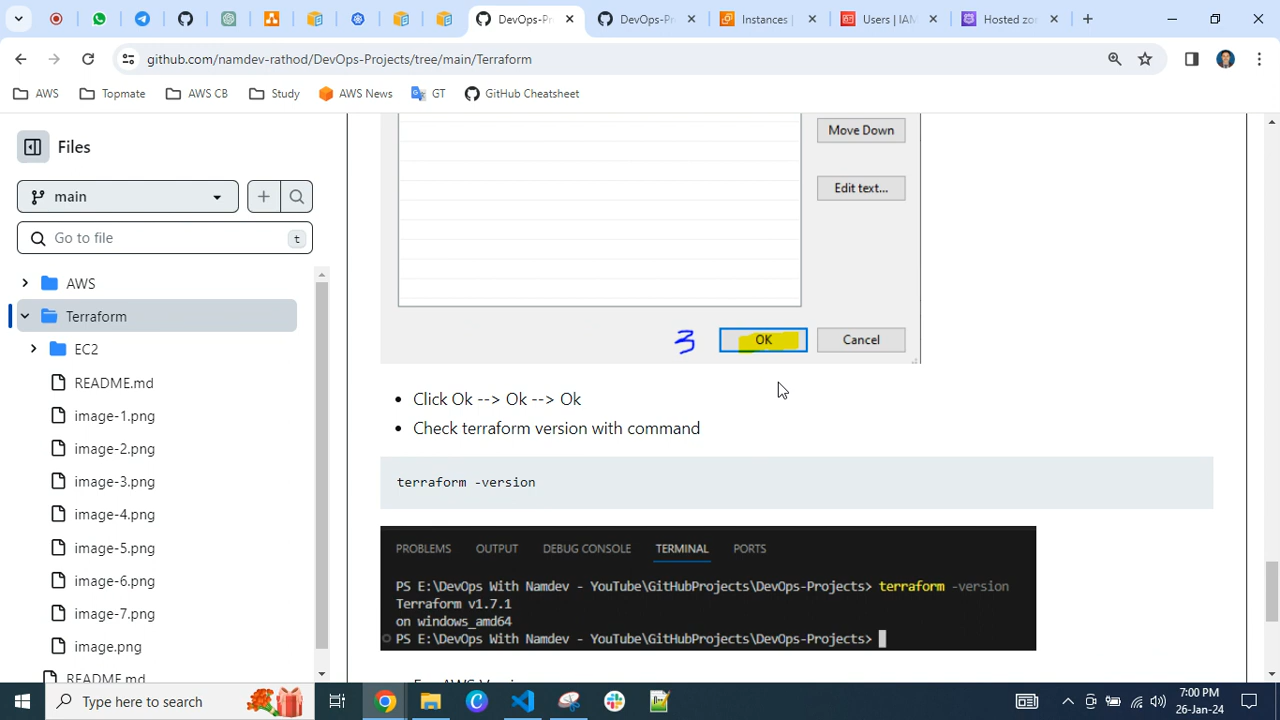 DevOps-Pr
DevOps-Pr
Instances |
Users | IAM
Hosted zo
github.com/namdev-rathod/DevOps-Projects/tree/main/Terraform
AWS
Topmate
AWS CB
Study
AWS News
GT
GitHub Cheatsheet
Files
main
Go to file
t
AWS
Terraform
EC2
README.md
image-1.png
image-2.png
image-3.png
image-4.png
image-5.png
image-6.png
image-7.png
image.png
README.md
Move Down
Edit text...
3
OK
Cancel
• Click Ok --> Ok --> Ok
• Check terraform version with command
terraform -version
PROBLEMS OUTPUT DEBUG CONSOLE TERMINAL PORTS
PS E:\DevOps With Namdev - YouTube\GitHubProjects\DevOps-Projects> terraform -version
Terraform v1.7.1
on windows_amd64
PS E:\DevOps With Namdev - YouTube\GitHubProjects\DevOps-Projects>
Type here to search
7:00 PM
26-Jan-24